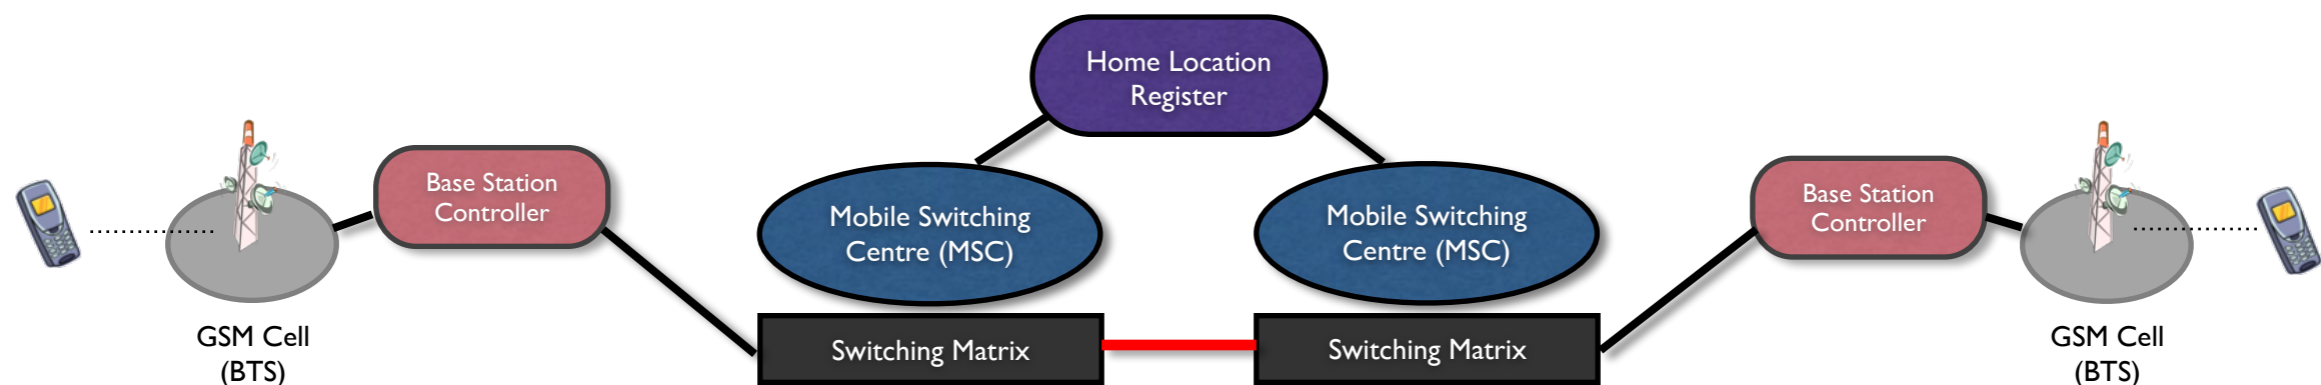 Home Location
Register
Base Station
Controller
Mobile Switching
Centre (MSC)
Mobile Switching
Centre (MSC)
Base Station
Controller
GSM Cell
(BTS)
Switching Matrix
Switching Matrix
GSM Cell
(BTS)